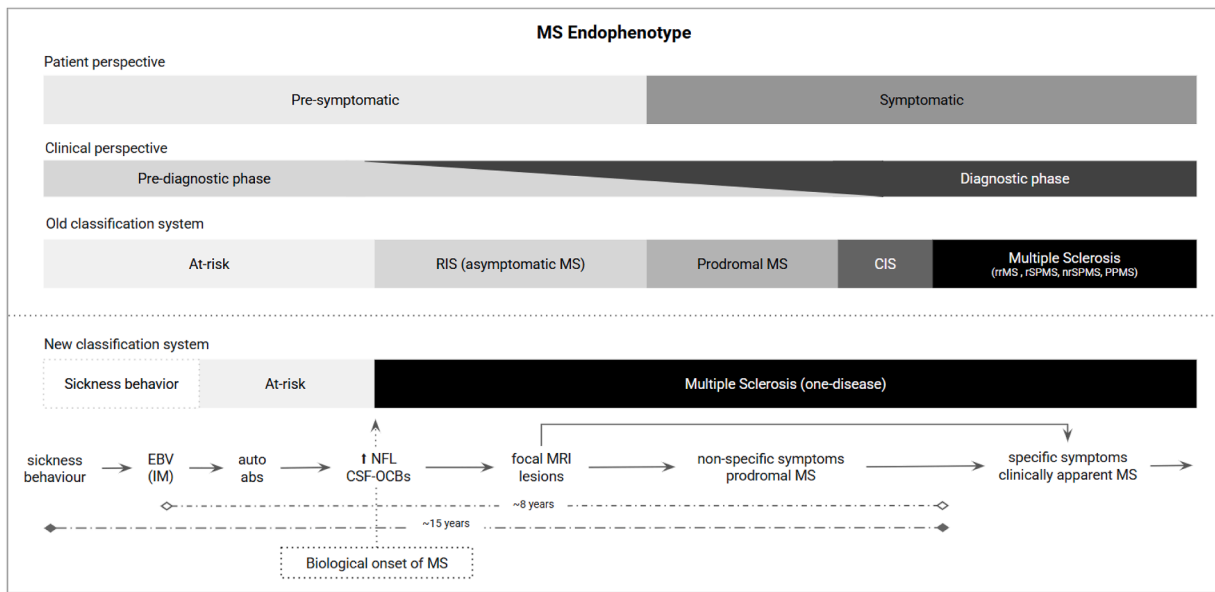 MS Endophenotype
Patient perspective
Pre-symptomatic
Symptomatic
Clinical perspective
Pre-diagnostic phase
Diagnostic phase
Old classification system
At-risk
RIS (asymptomatic MS)
Prodromal MS
CIS
Multiple Sclerosis
(rrMS , rSPMS, nrSPMS, PPMS)
New classification system
Sickness behavior
At-risk
Multiple Sclerosis (one-disease)
sickness
behaviour
EBV
(IM)
auto
abs
⬆ NFL
CSF-OCBs
focal MRI
lesions
non-specific symptoms
prodromal MS
specific symptoms
clinically apparent MS
~8 years
~15 years
Biological onset of MS